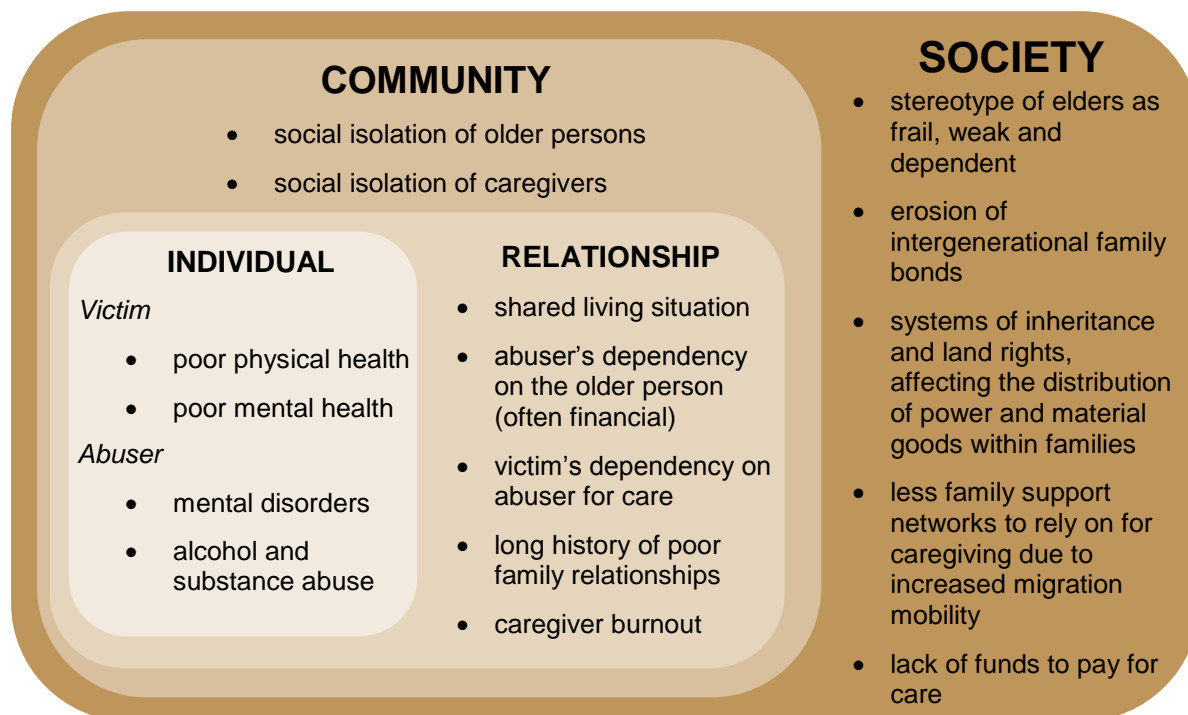 COMMUNITY
• social isolation of older persons
• social isolation of caregivers
INDIVIDUAL
Victim
• poor physical health
• poor mental health
Abuser
• mental disorders
• alcohol and
substance abuse
RELATIONSHIP
• shared living situation
• abuser’s dependency
on the older person
(often financial)
• victim’s dependency on
abuser for care
• long history of poor
family relationships
• caregiver burnout
SOCIETY
• stereotype of elders as
frail, weak and
dependent
• erosion of
intergenerational family
bonds
• systems of inheritance
and land rights,
affecting the distribution
of power and material
goods within families
• less family support
networks to rely on for
caregiving due to
increased migration
mobility
• lack of funds to pay for
care